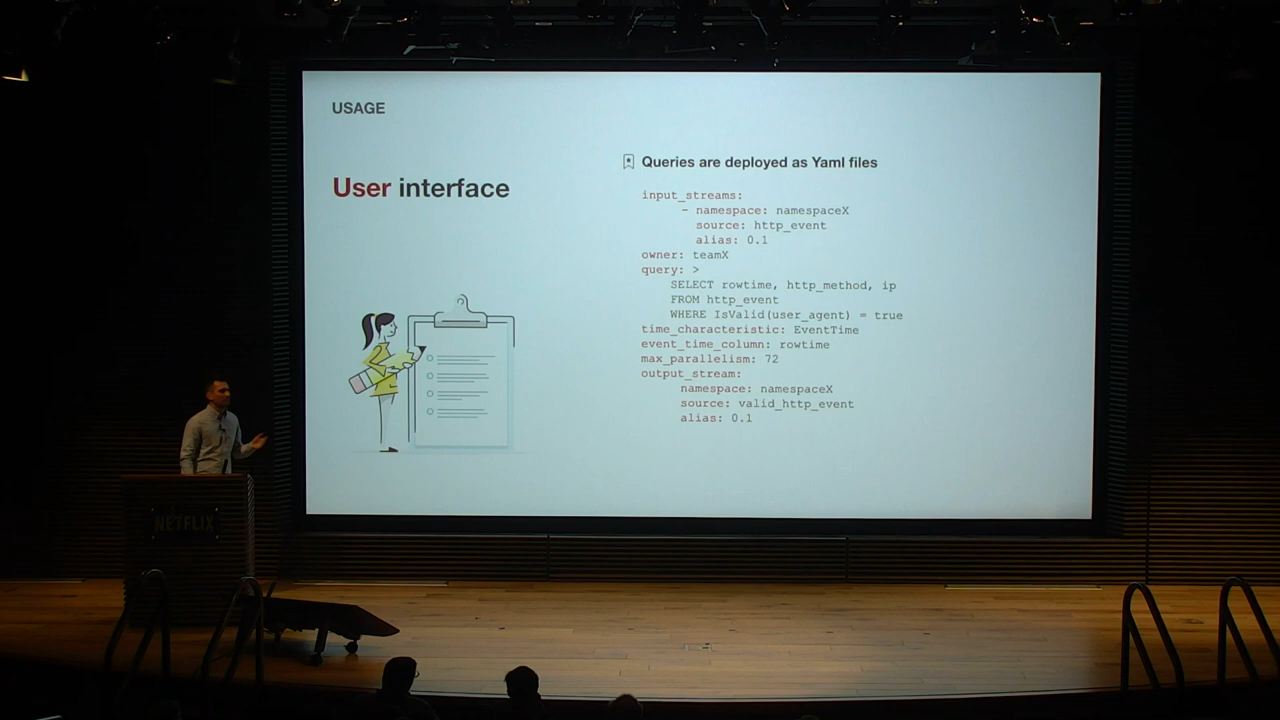 USAGE
User interface
Queries are deployed as Yaml files
input_streams:
- namespace: namespaceX
source: http_event
alias: 0.1
owner: teamX
query: >
SELECT rowtime, http_method, ip
FROM http_event
WHERE IsValid(user_agent) = true
time_characteristic: EventTime
event_time_column: rowtime
max_parallelism: 72
output_stream:
namespace: namespaceX
source: valid_http_event
alias: 0.1
NETFLIX